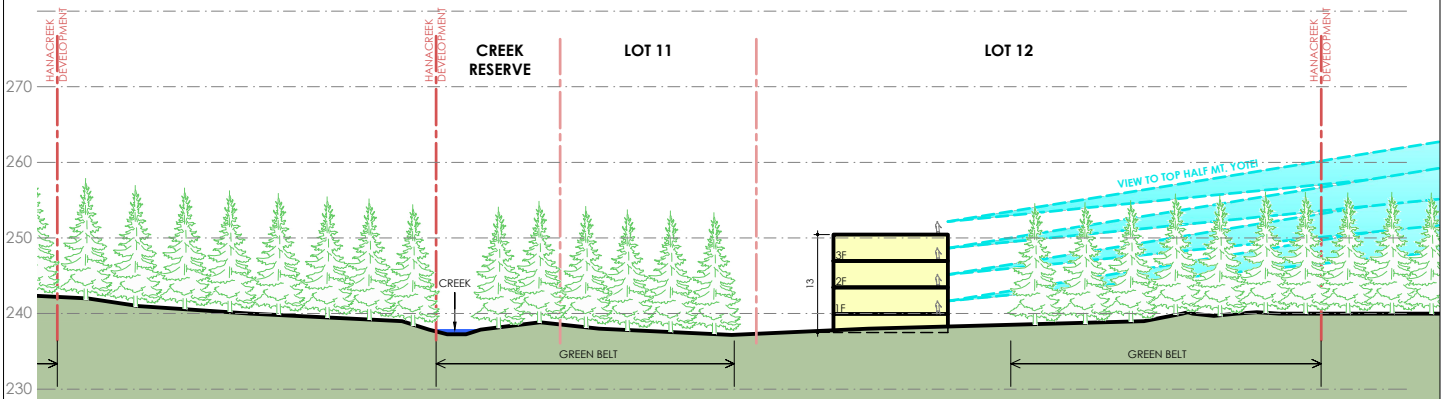 HANACREEK
DEVELOPMENT
HANACREEK
DEVELOPMENT
CREEK
RESERVE
LOT 11
LOT 12
HANACREEK
DEVELOPMENT
270
260
VIEW TO TOP HALF MT. YOTEI
250
3F
2F
13
CREEK
1F
240
GREEN BELT
GREEN BELT
230